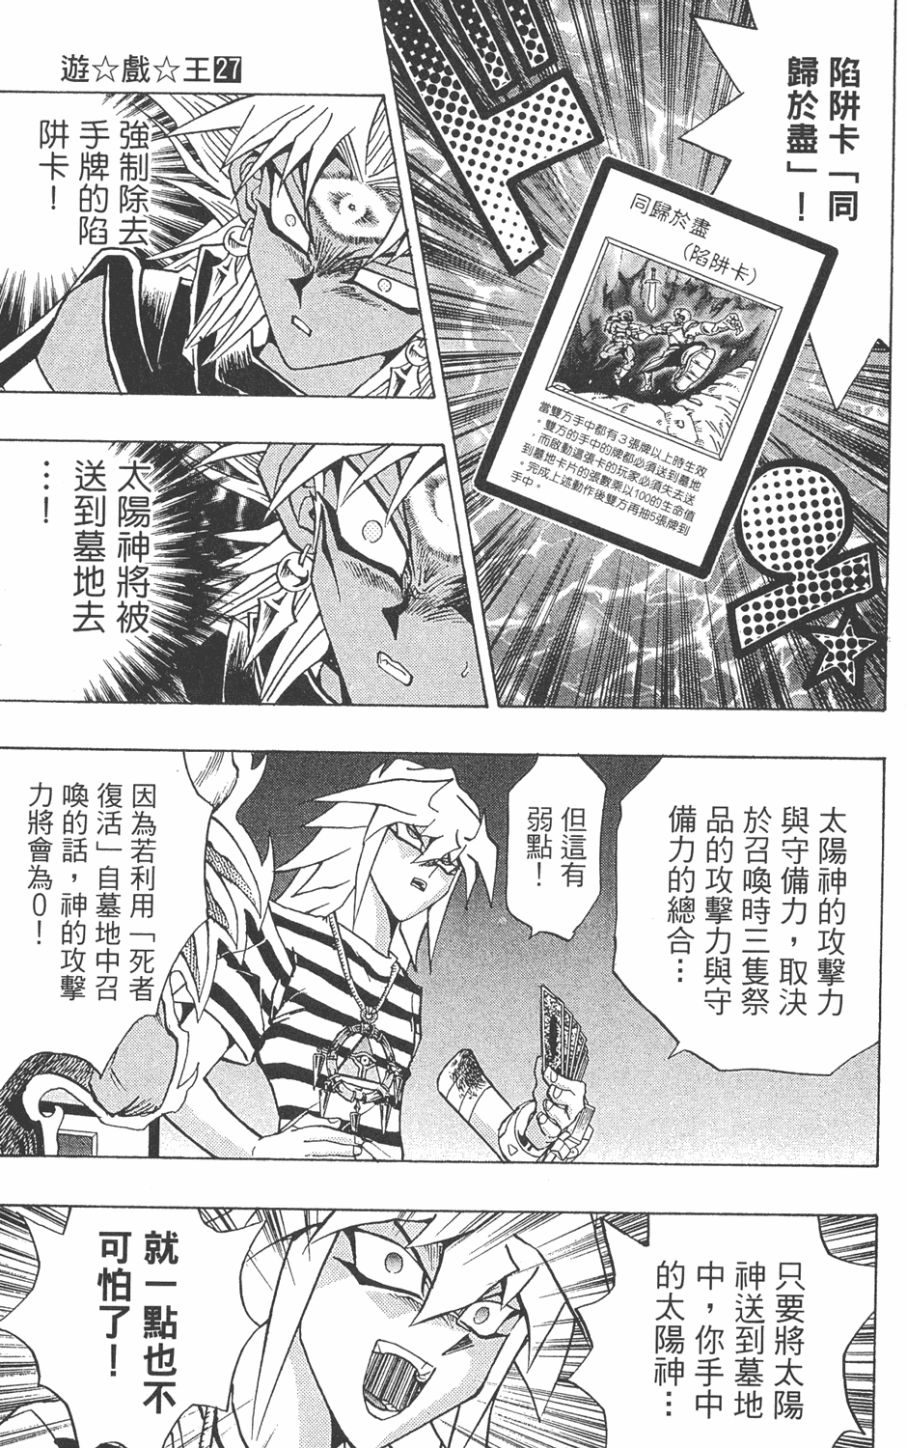 遊☆戲☆王27
陷阱卡「同
歸於盡」！
同歸於盡
(陷阱卡)
當雙方手中都有3張牌以上時生效
。雙方的手中的牌都必須送到墓地
，而啟動這張卡的玩家必須失去送
到墓地卡片的張數乘以100的生命值
。完成上述動作後雙方再抽5張牌到
手中。
強制除去
手牌的陷
阱卡！
太陽神將被
送到墓地去
…！
太陽神的攻擊力
與守備力，取決
於召喚時三隻祭
品的攻擊力與守
備力的總合…
但這有
弱點！
因為若利用「死者
復活」自墓地中召
喚的話，神的攻擊
力將會為０！
只要將太陽
神送到墓地
中，你手中
的太陽神…
就一點也不
可怕了！